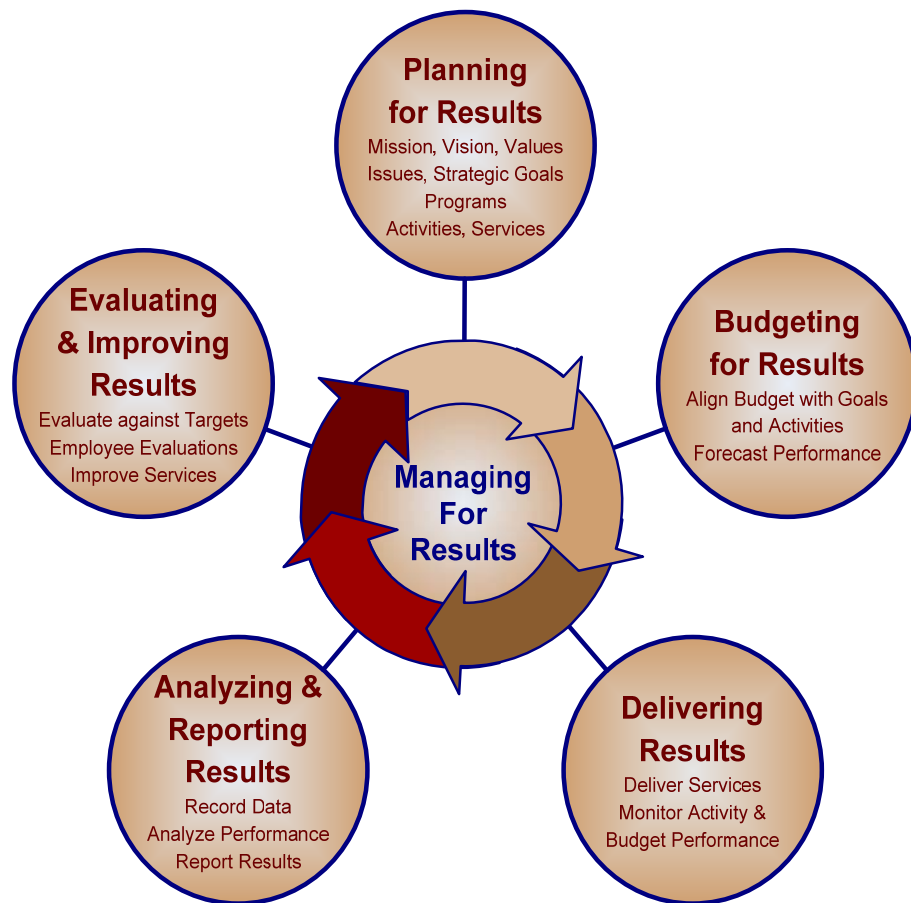 Planning
for Results
Mission, Vision, Values
Issues, Strategic Goals
Programs
Activities, Services
Budgeting
for Results
Align Budget with Goals
and Activities
Forecast Performance
Delivering
Results
Deliver Services
Monitor Activity &
Budget Performance
Analyzing &
Reporting
Results
Record Data
Analyze Performance
Report Results
Evaluating
& Improving
Results
Evaluate against Targets
Employee Evaluations
Improve Services
Managing
For
Results